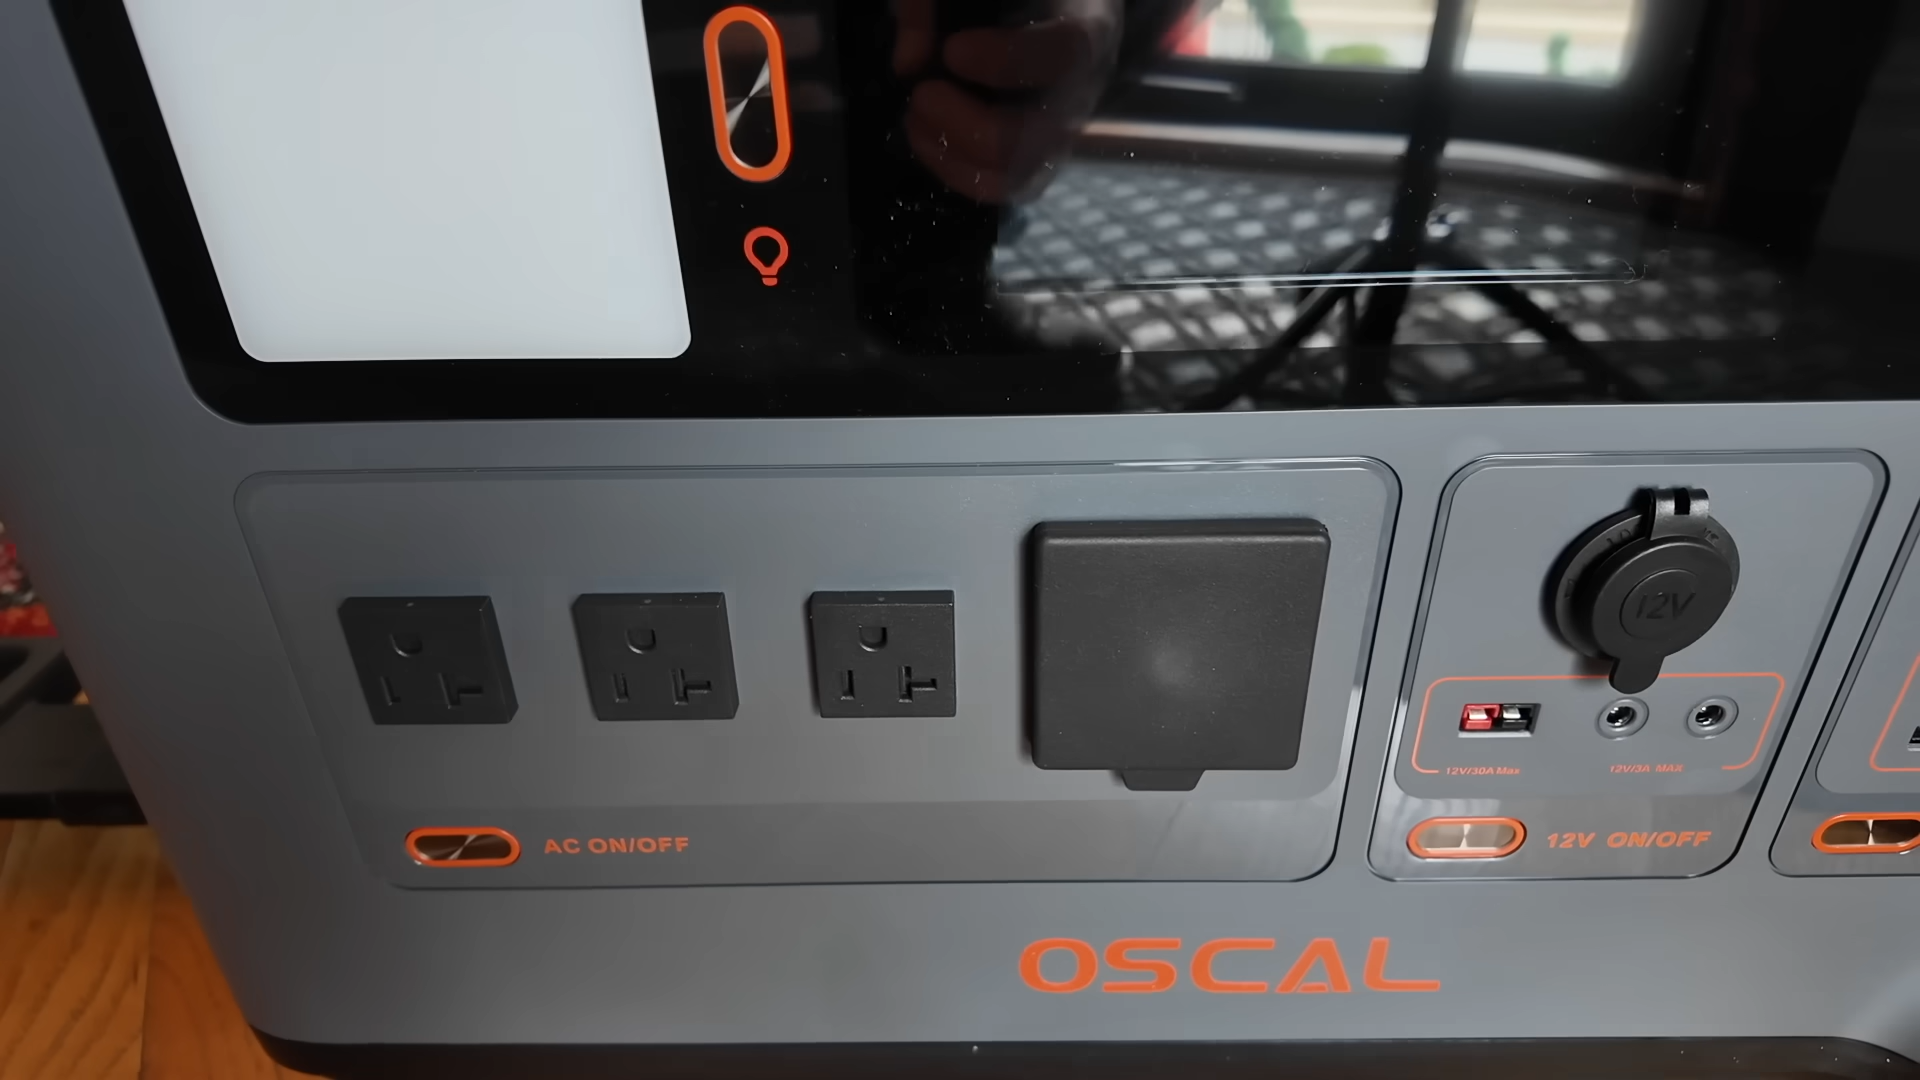 12V
12V/30A Max
12V/3A MAX
AC ON/OFF
12V ON/OFF
OSCAL